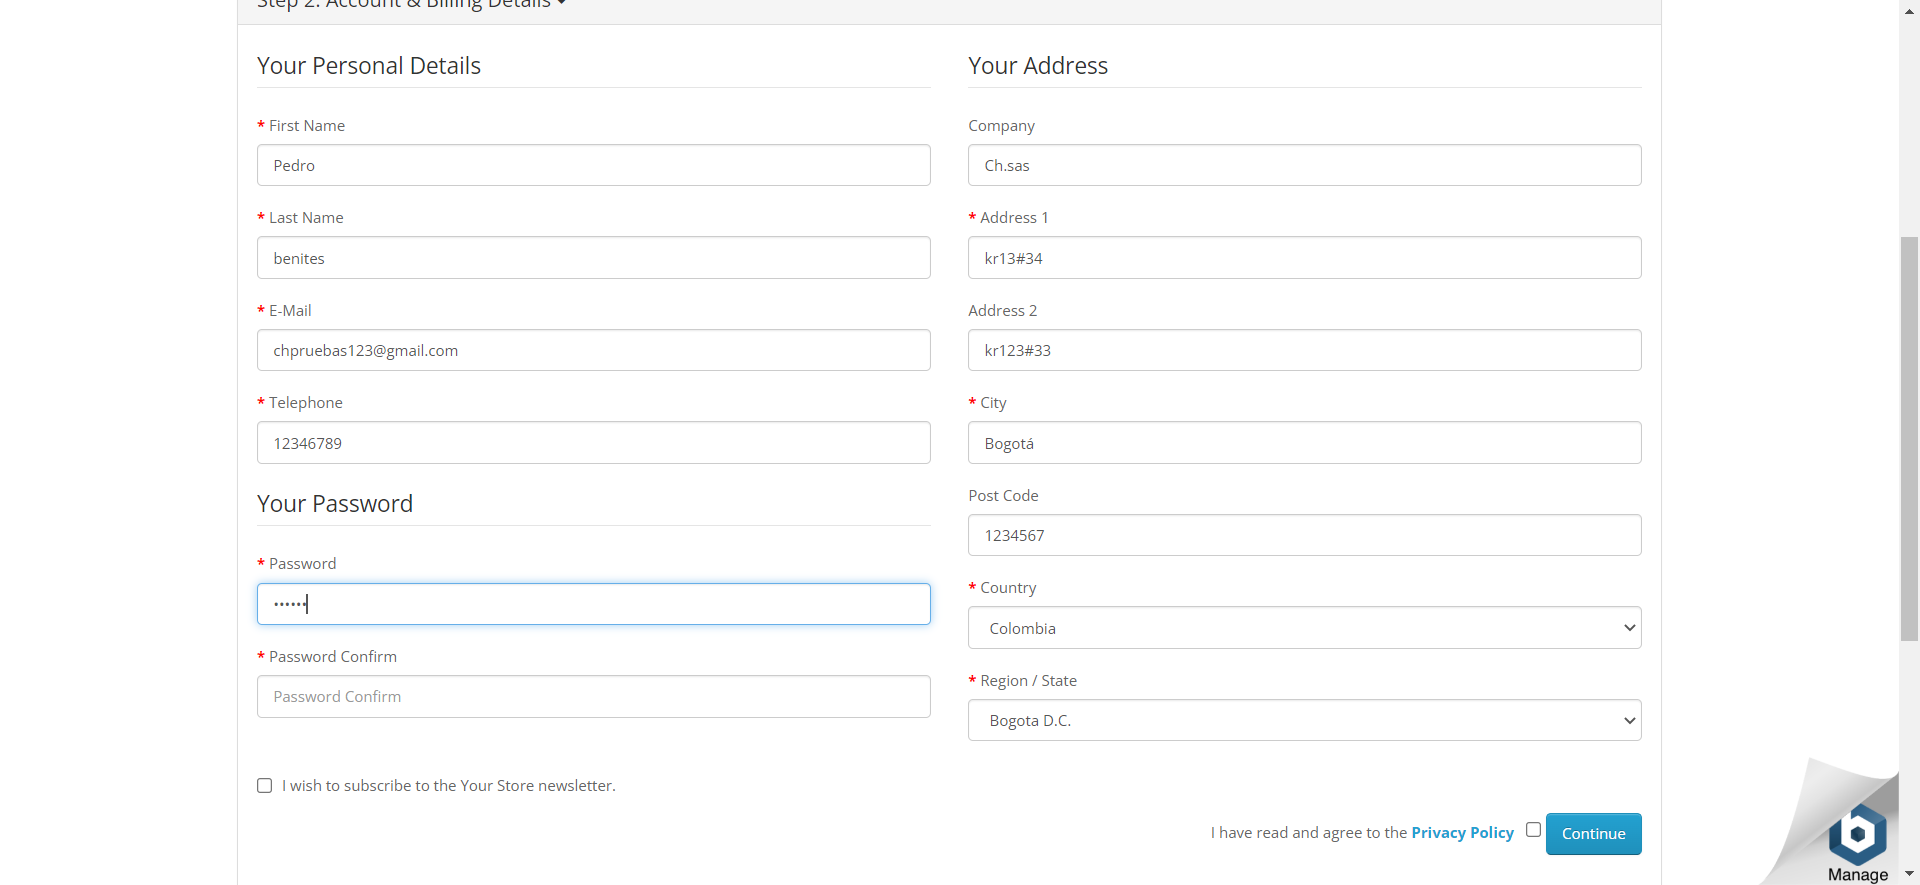 Step 2: Account & Billing Details
Your Personal Details
* First Name
Pedro
* Last Name
benites
* E-Mail
chpruebas123@gmail.com
* Telephone
12346789
Your Password
* Password
••••••
* Password Confirm
Password Confirm
I wish to subscribe to the Your Store newsletter.
Your Address
Company
Ch.sas
* Address 1
kr13#34
Address 2
kr123#33
* City
Bogotá
Post Code
1234567
* Country
Colombia
* Region / State
Bogota D.C.
I have read and agree to the Privacy Policy
Continue
b
Manage